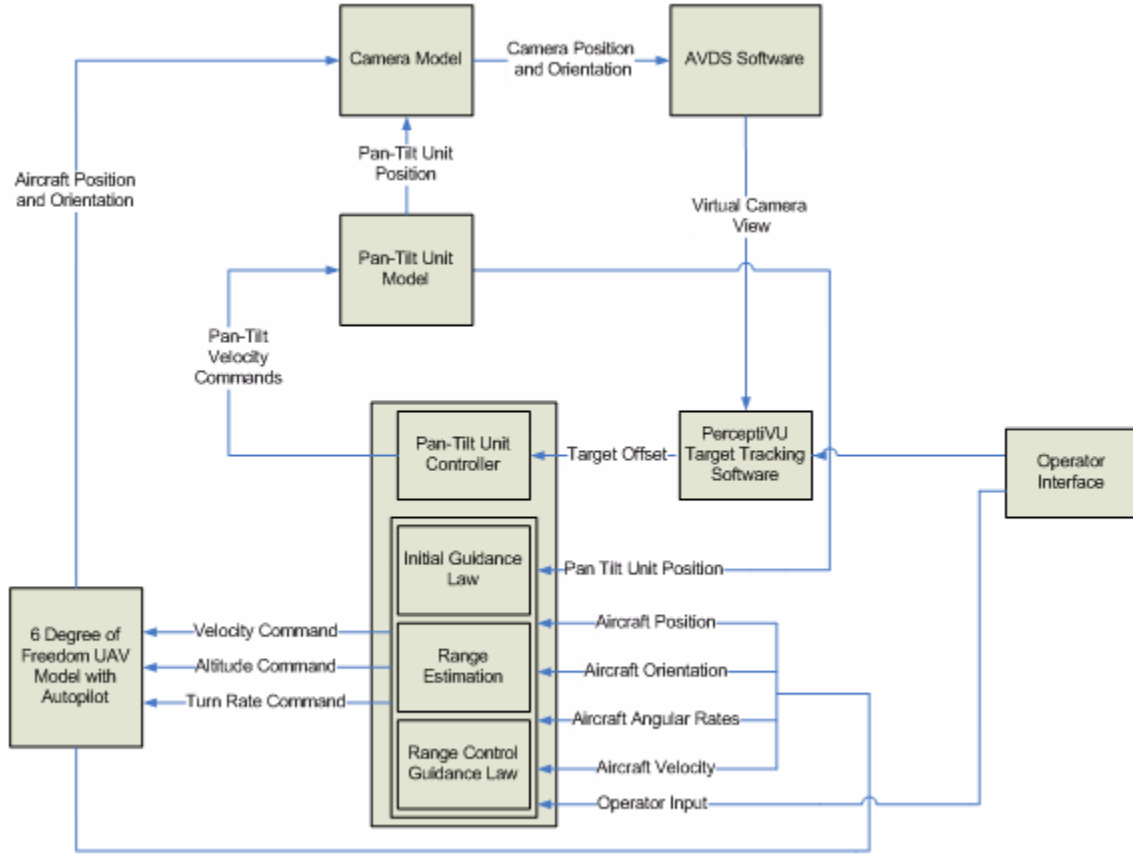 Camera Model
Camera Position
and Orientation
AVDS Software
Pan-Tilt Unit
Position
Aircraft Position
and Orientation
Virtual Camera
View
Pan-Tilt Unit
Model
Pan-Tilt
Velocity
Commands
Pan-Tilt Unit
Controller
Target Offset
PerceptiVU
Target Tracking
Software
Operator
Interface
Initial Guidance
Law
Pan Tilt Unit Position
6 Degree of
Freedom UAV
Model with
Autopilot
Velocity Command
Altitude Command
Turn Rate Command
Range
Estimation
Range Control
Guidance Law
Aircraft Position
Aircraft Orientation
Aircraft Angular Rates
Aircraft Velocity
Operator Input